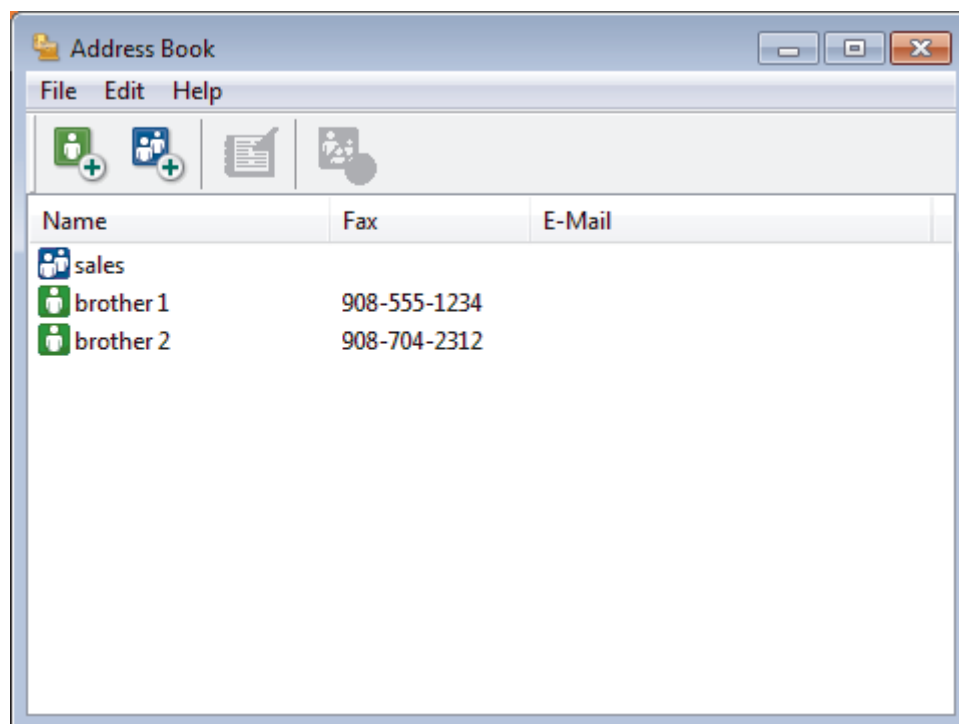 Address Book
File Edit Help
Name Fax E-Mail
sales
brother 1 908-555-1234
brother 2 908-704-2312